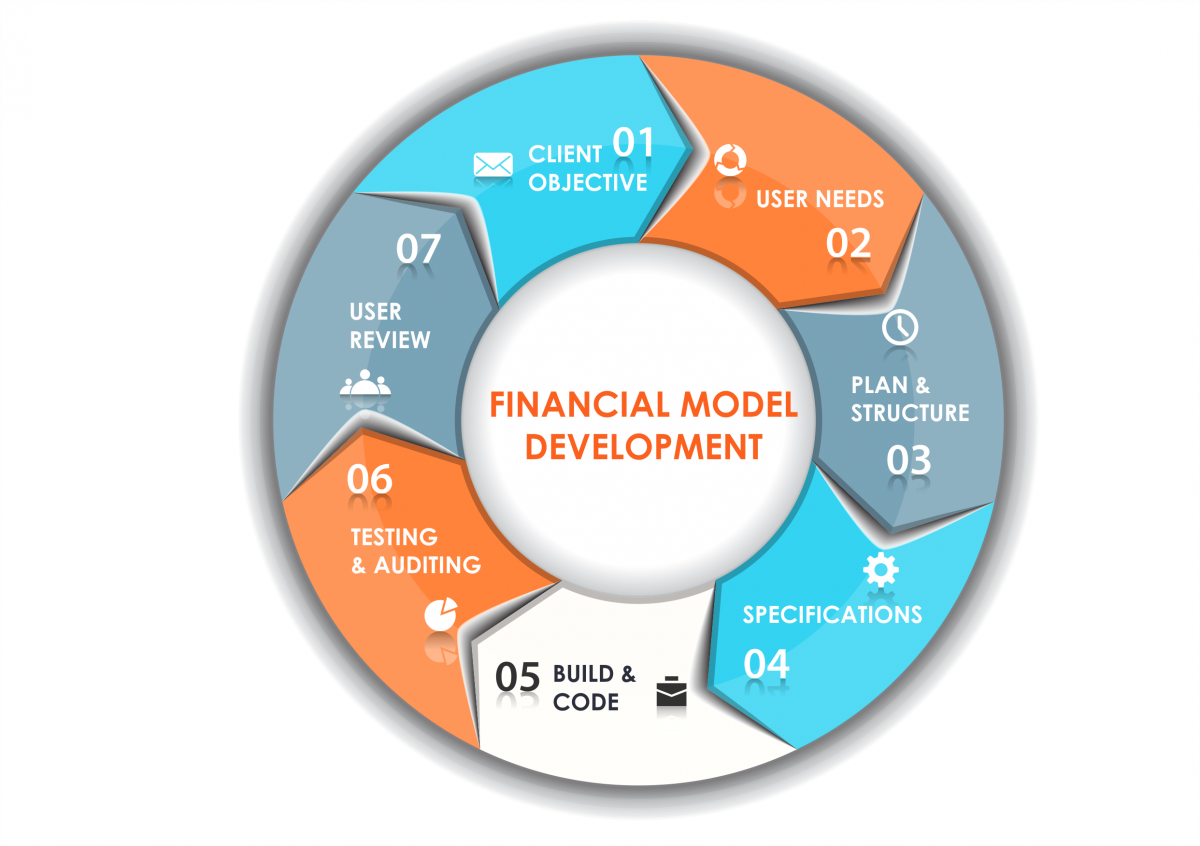 FINANCIAL MODEL
DEVELOPMENT
01
CLIENT
OBJECTIVE
USER NEEDS
02
PLAN &
STRUCTURE
03
SPECIFICATIONS
04
05
BUILD &
CODE
06
TESTING
& AUDITING
07
USER
REVIEW